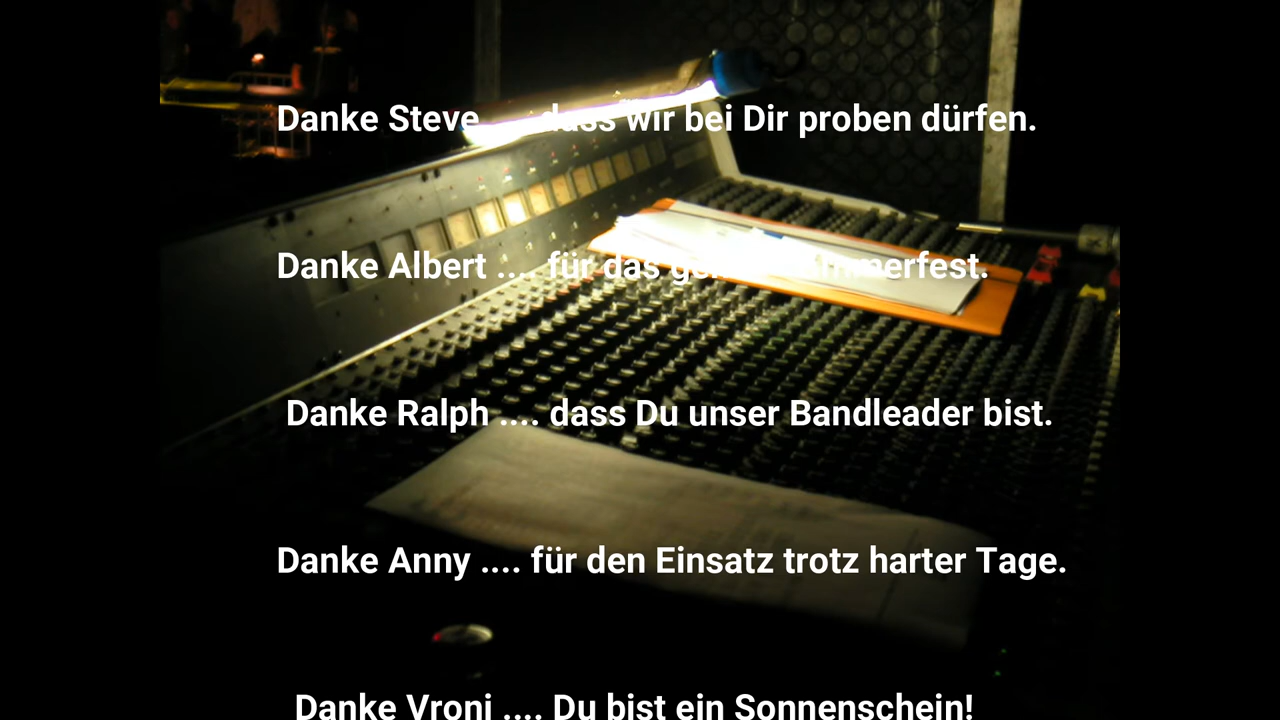 Danke Steve .... dass wir bei Dir proben dürfen.
Danke Albert .... für das
Danke Ralph .... dass Du unser Bandleader bist.
Danke Anny .... für den Einsatz trotz harter Tage.
Danke Vroni .... Du bist ein Sonnenschein!